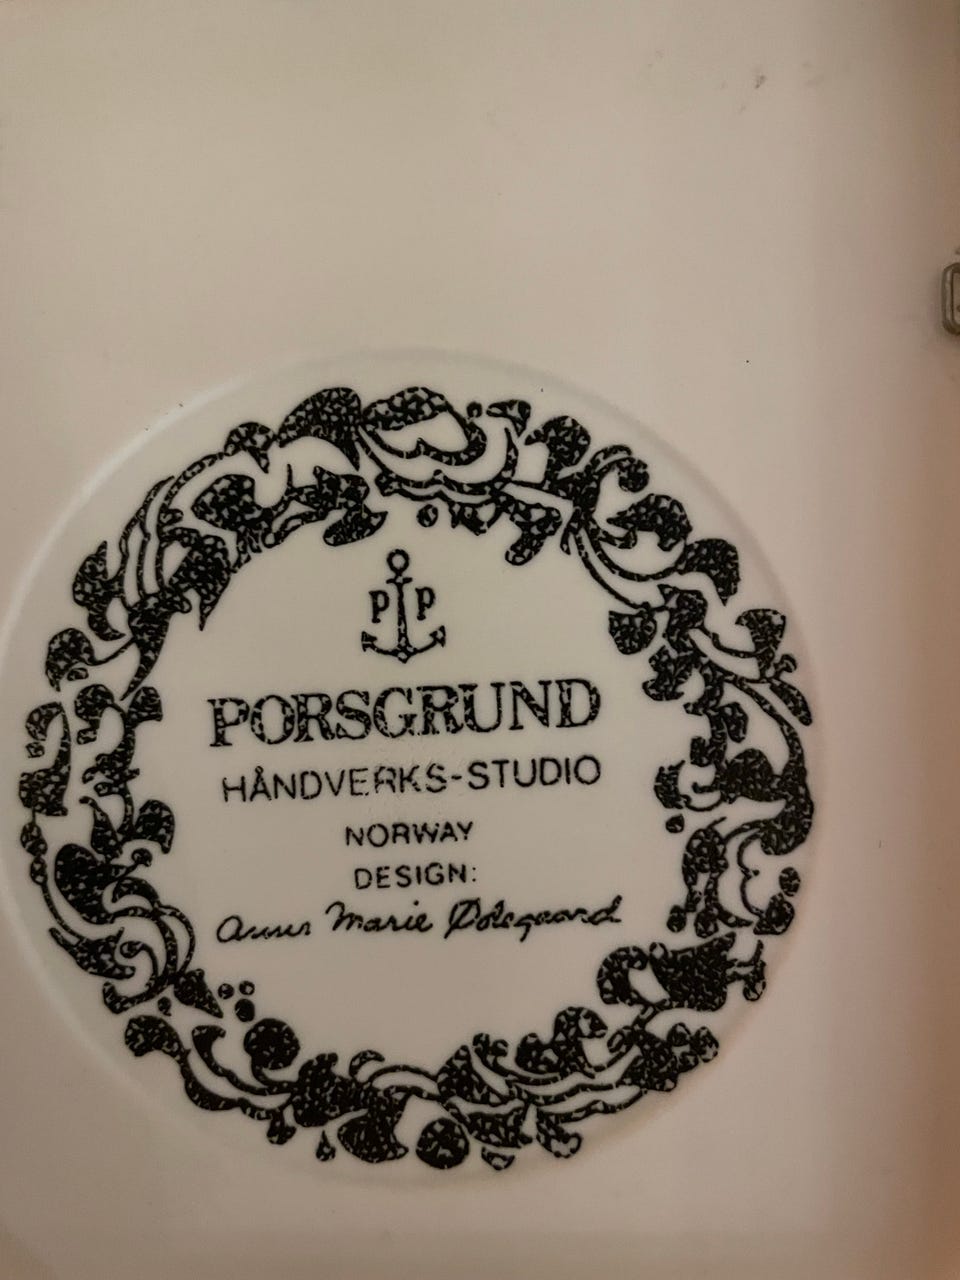 P P
PORSGRUND
HÅNDVERKS-STUDIO
NORWAY
DESIGN:
Anne Marie Ødegaard